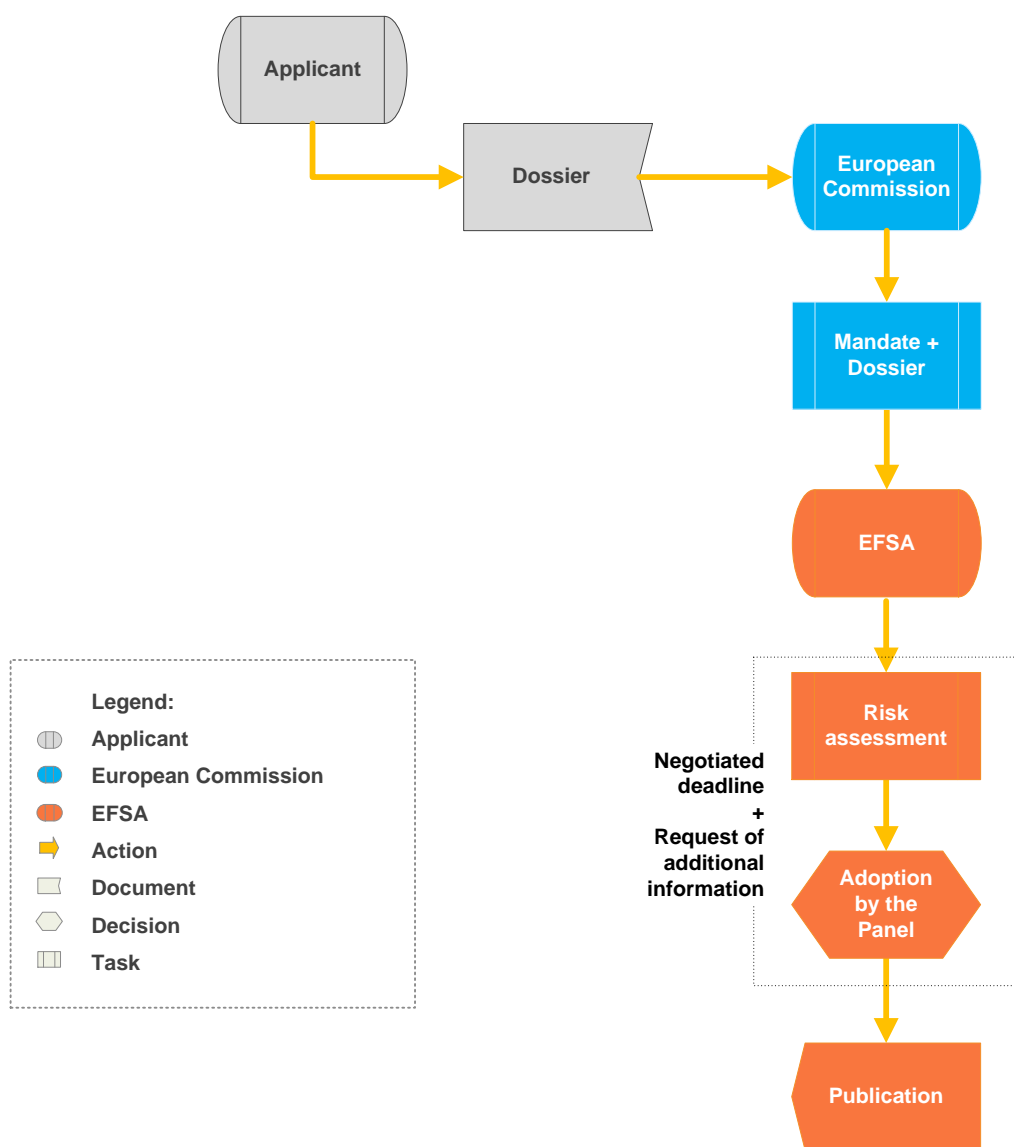 Applicant
Dossier
European
Commission
Mandate +
Dossier
EFSA
Risk
assessment
Negotiated
deadline
+
Request of
additional
information
Adoption
by the
Panel
Publication
Legend:
Applicant
European Commission
EFSA
Action
Document
Decision
Task